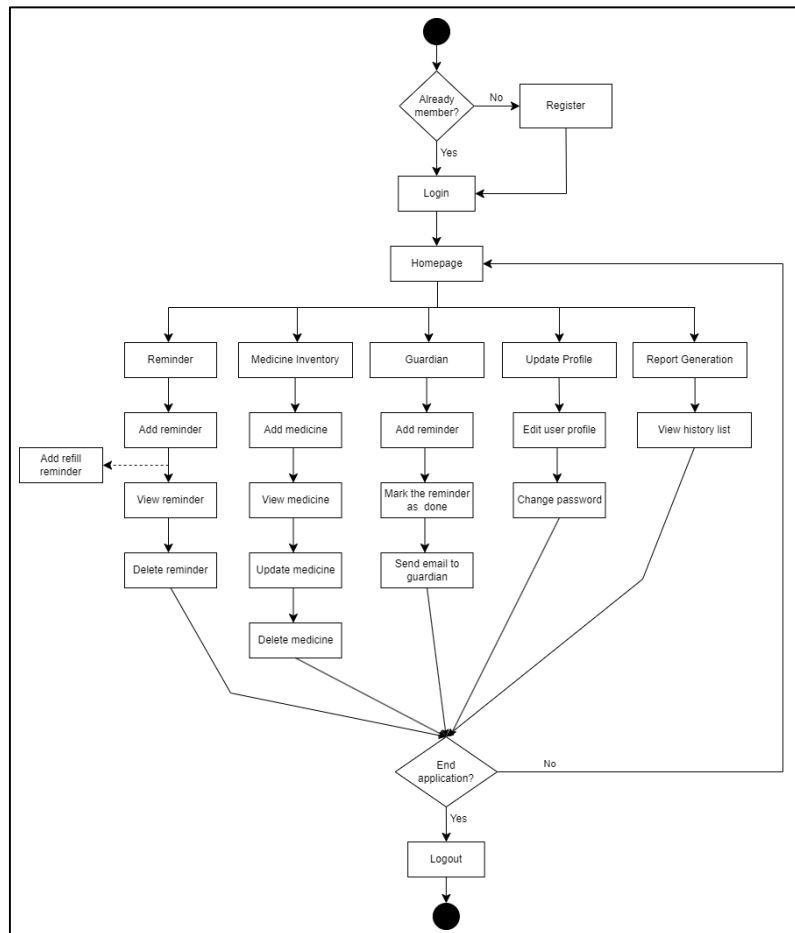 Already
member?
No
Register
Yes
Login
Homepage
Reminder
Medicine Inventory
Guardian
Update Profile
Report Generation
Add reminder
Add medicine
Add reminder
Edit user profile
View history list
Add refill
reminder
View reminder
View medicine
Mark the reminder
as done
Change password
Delete reminder
Update medicine
Send email to
guardian
Delete medicine
End
application?
No
Yes
Logout